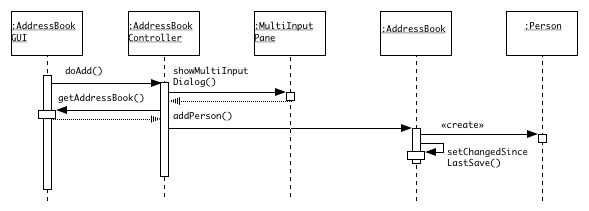 :AddressBook
GUI
:AddressBook
Controller
:MultiInput
Pane
:AddressBook
:Person
doAdd()
showMultiInput
Dialog()
getAddressBook()
addPerson()
«create»
setChangedSince
LastSave()